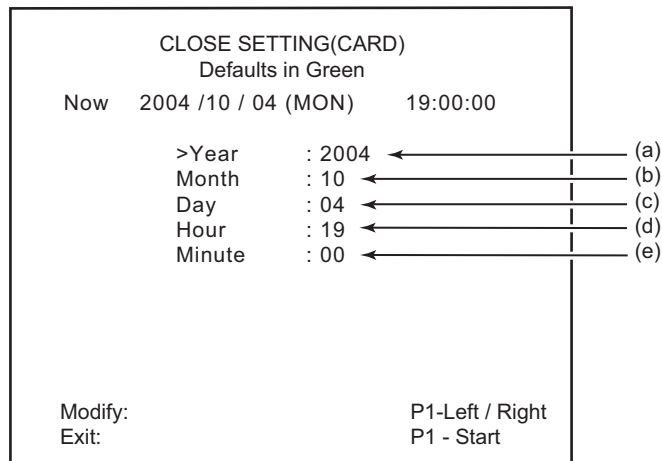 CLOSE SETTING(CARD)
Defaults in Green
Now 2004 /10 / 04 (MON) 19:00:00
>Year : 2004 (a)
Month : 10 (b)
Day : 04 (c)
Hour : 19 (d)
Minute : 00 (e)
Modify: P1-Left / Right
Exit: P1 - Start